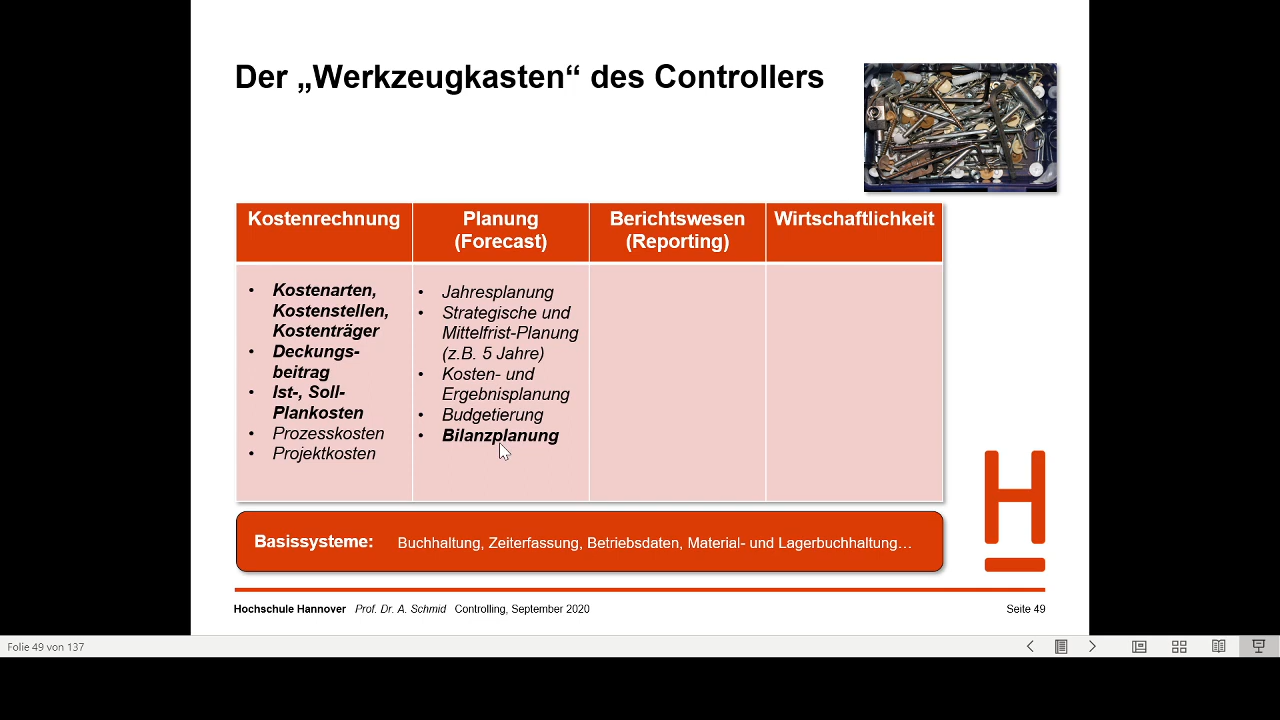 Der „Werkzeugkasten“ des Controllers
Kostenrechnung
Planung
(Forecast)
Berichtswesen
(Reporting)
Wirtschaftlichkeit
• Kostenarten,
Kostenstellen,
Kostenträger
• Deckungs-
beitrag
• Ist-, Soll-
Plankosten
• Prozesskosten
• Projektkosten
• Jahresplanung
• Strategische und
Mittelfrist-Planung
(z.B. 5 Jahre)
• Kosten- und
Ergebnisplanung
• Budgetierung
• Bilanzplanung
H
Basissysteme: Buchhaltung, Zeiterfassung, Betriebsdaten, Material- und Lagerbuchhaltung…
Hochschule Hannover Prof. Dr. A. Schmid Controlling, September 2020 Seite 49
Folie 49 von 137